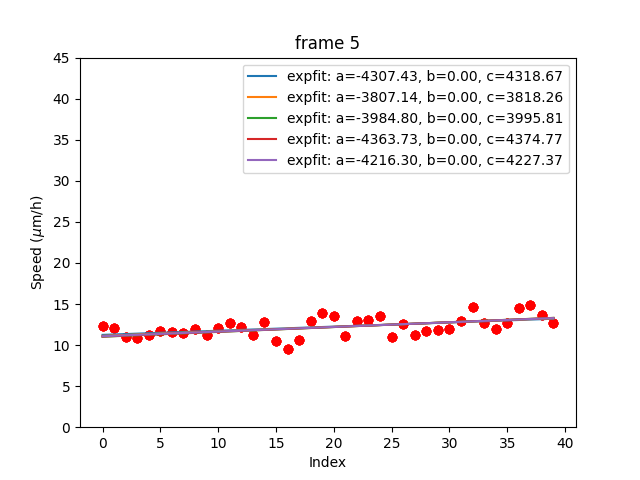 frame 5
expfit: a=-4307.43, b=0.00, c=4318.67
expfit: a=-3807.14, b=0.00, c=3818.26
expfit: a=-3984.80, b=0.00, c=3995.81
expfit: a=-4363.73, b=0.00, c=4374.77
expfit: a=-4216.30, b=0.00, c=4227.37
Speed (μm/h)
45
40
35
30
25
20
15
10
5
0
0 5 10 15 20 25 30 35 40
Index